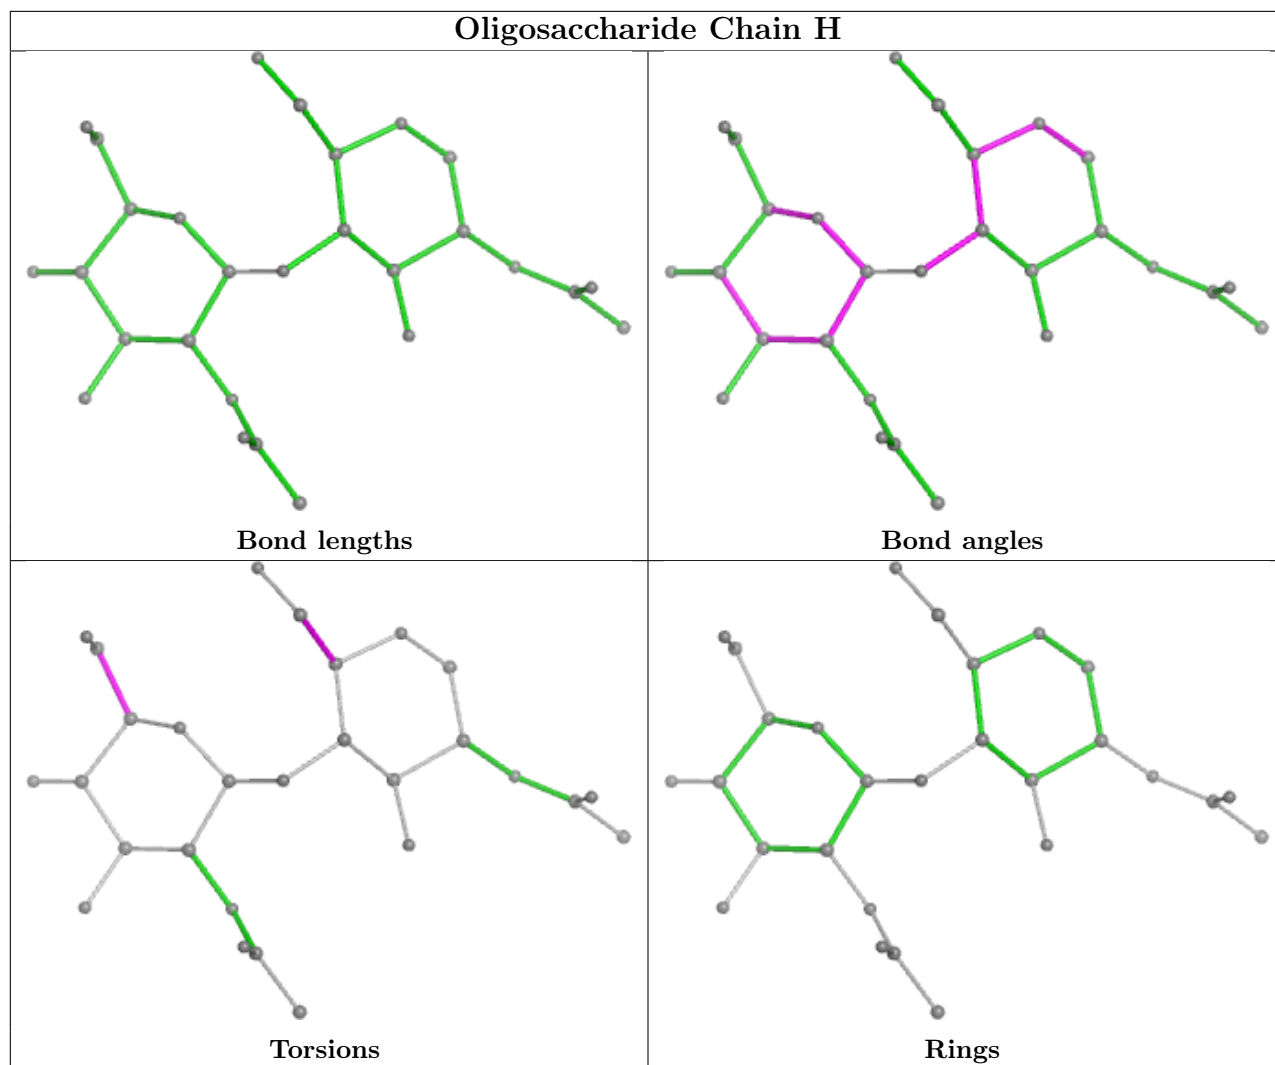 Oligosaccharide Chain H
Bond lengths
Bond angles
Torsions
Rings